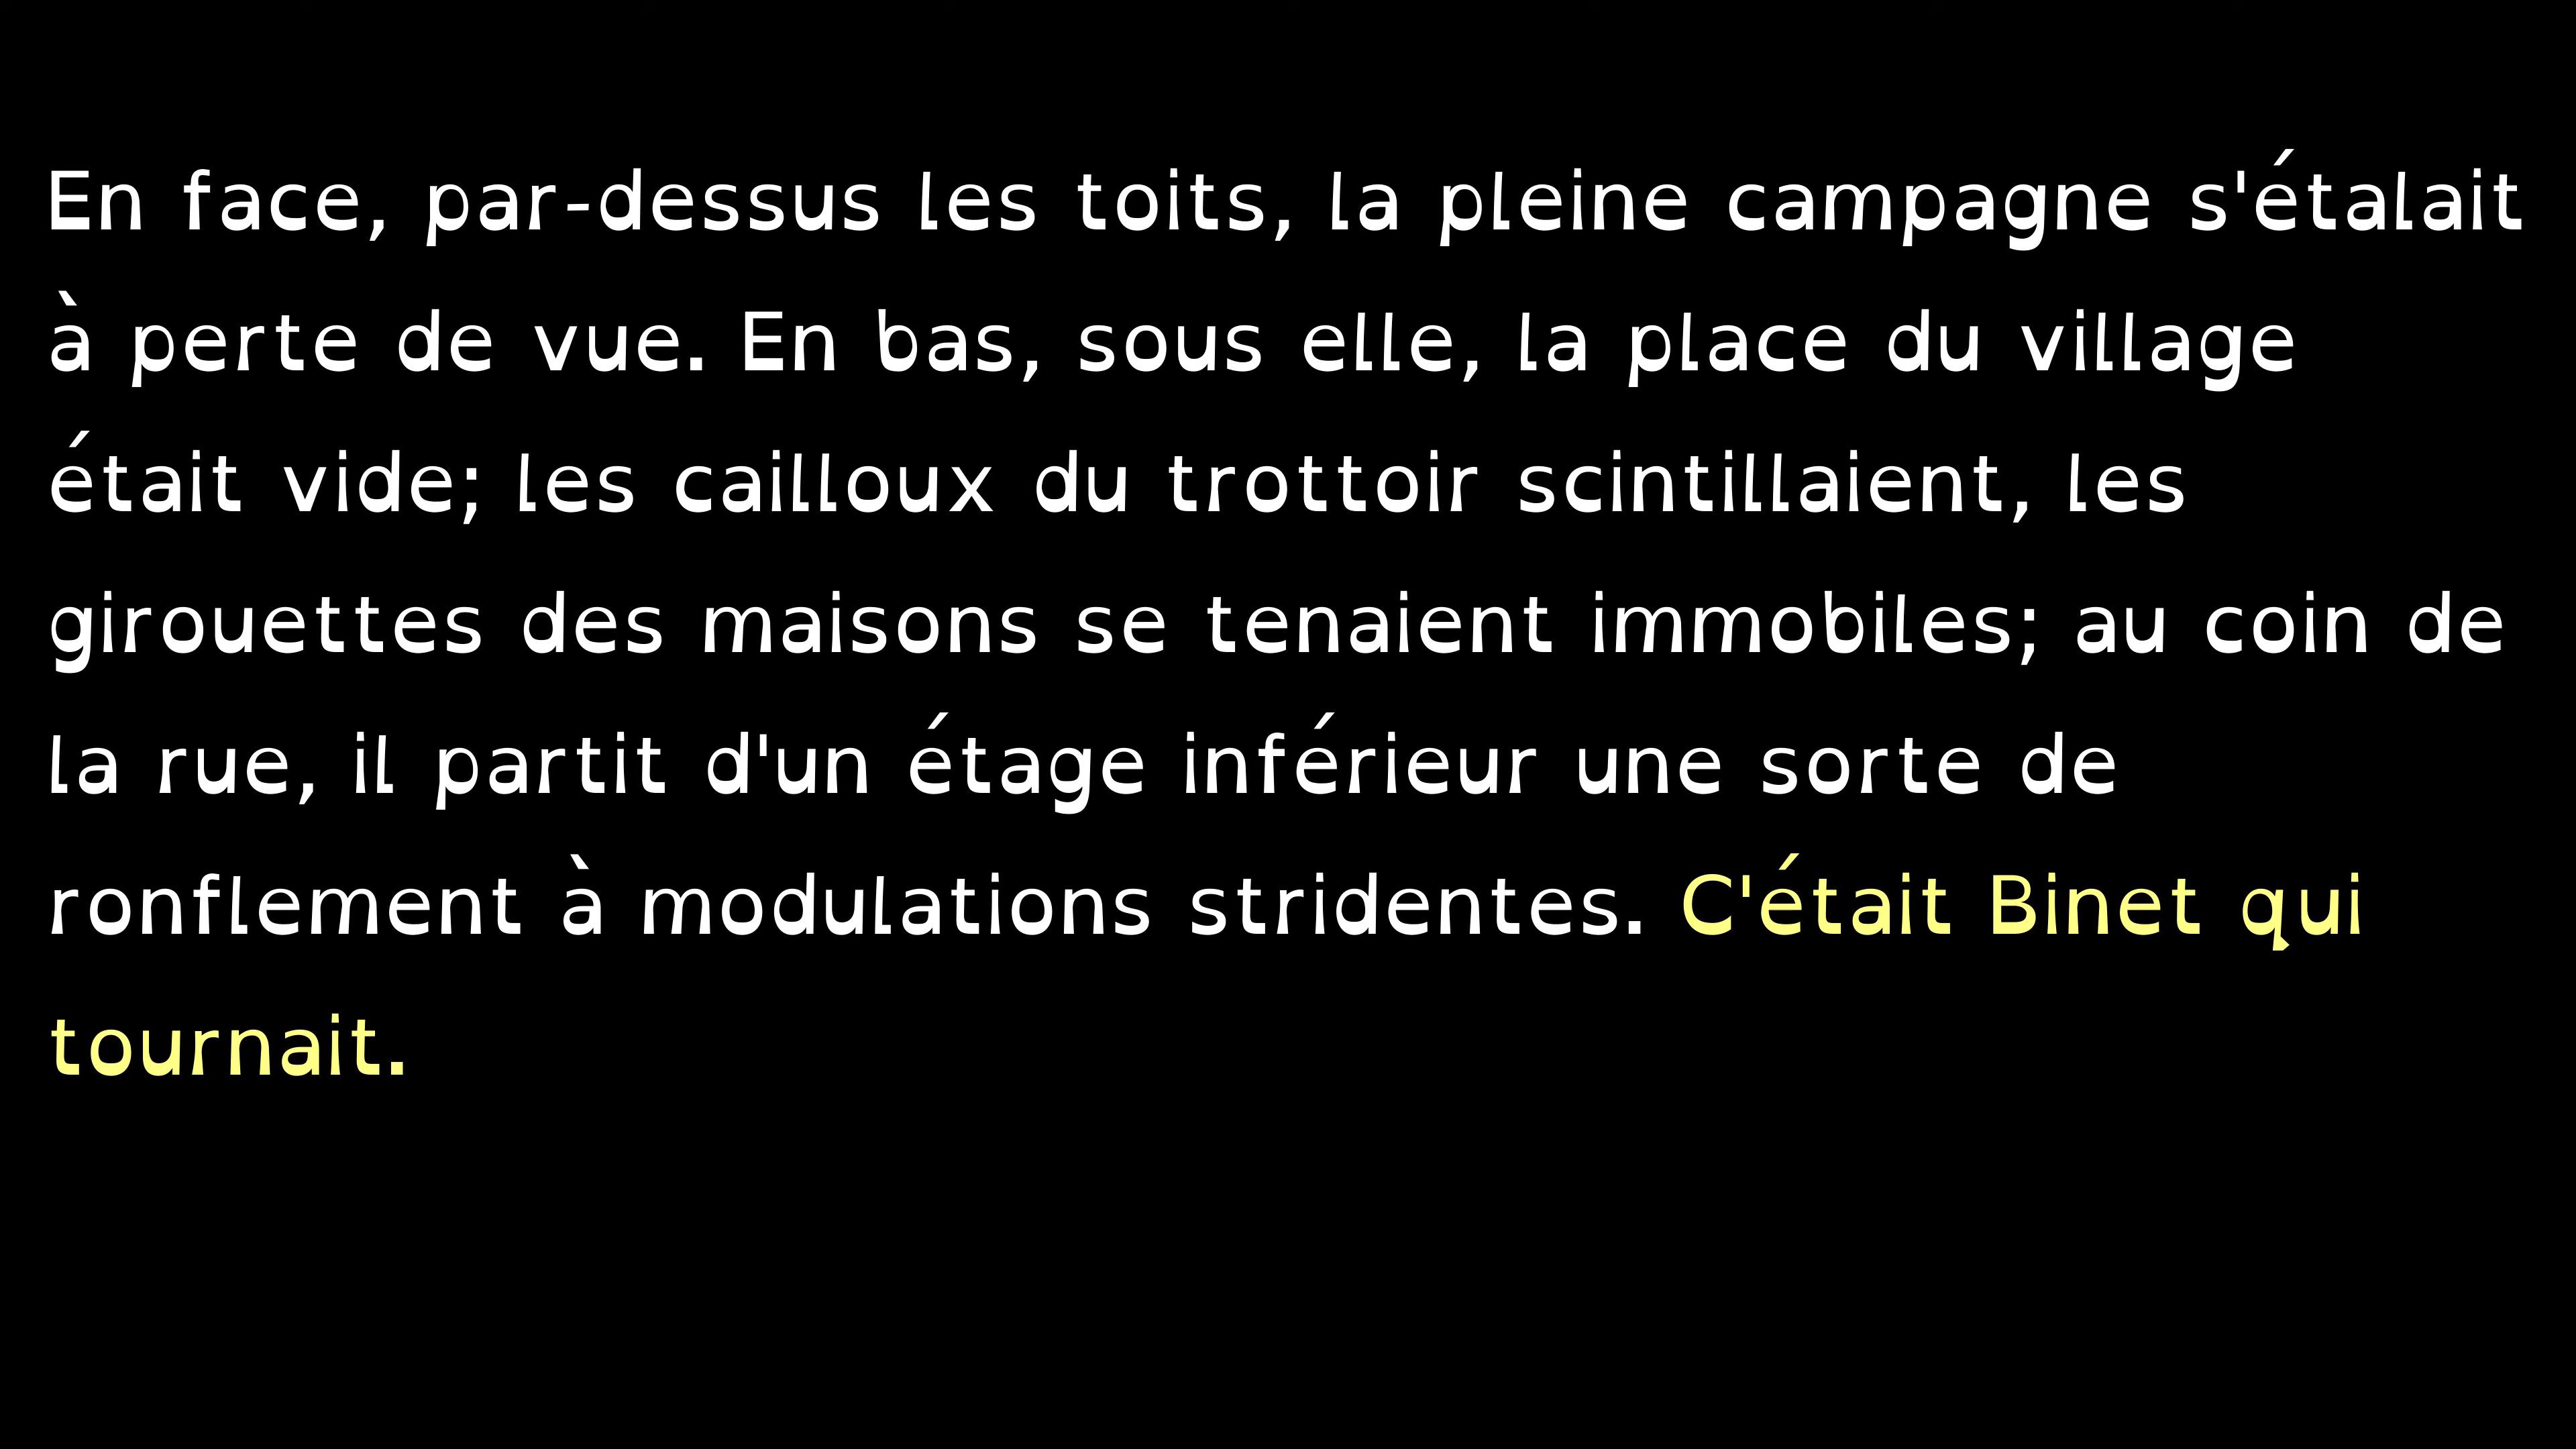 En face, par-dessus les toits, la pleine campagne s'étalait
à perte de vue. En bas, sous elle, la place du village
était vide; les cailloux du trottoir scintillaient, les
girouettes des maisons se tenaient immobiles; au coin de
la rue, il partit d'un étage inférieur une sorte de
ronflement à modulations stridentes. C'était Binet qui
tournait.